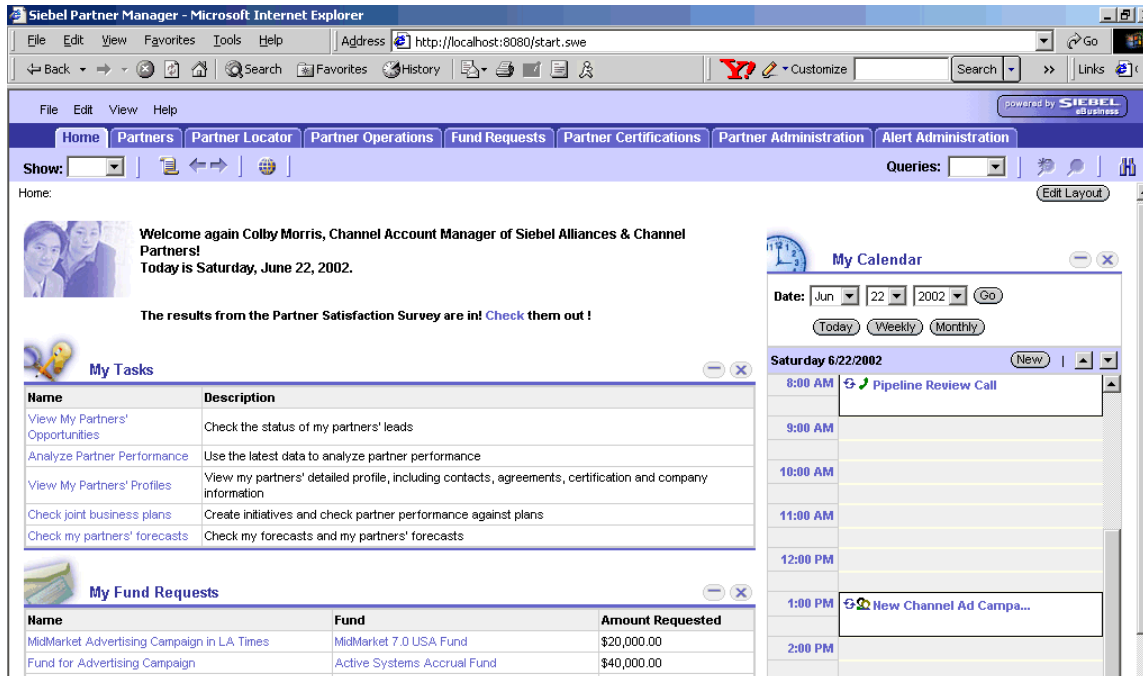 Siebel Partner Manager - Microsoft Internet Explorer
File Edit View Favorites Tools Help Address http://localhost:8080/start.swe Go
Back Search Favorites History Customize Search Links
File Edit View Help powered by SIEBEL eBusiness
Home Partners Partner Locator Partner Operations Fund Requests Partner Certifications Partner Administration Alert Administration
Show: Queries:
Home: Edit Layout
Welcome again Colby Morris, Channel Account Manager of Siebel Alliances & Channel
Partners!
Today is Saturday, June 22, 2002.
The results from the Partner Satisfaction Survey are in! Check them out !
My Tasks
Name Description
View My Partners'
Opportunities
Check the status of my partners' leads
Analyze Partner Performance Use the latest data to analyze partner performance
View My Partners' Profiles
View my partners' detailed profile, including contacts, agreements, certification and company
information
Check joint business plans Create initiatives and check partner performance against plans
Check my partners' forecasts Check my forecasts and my partners' forecasts
My Fund Requests
Name Fund Amount Requested
MidMarket Advertising Campaign in LA Times MidMarket 7.0 USA Fund $20,000.00
Fund for Advertising Campaign Active Systems Accrual Fund $40,000.00
My Calendar
Date: Jun 22 2002 Go
Today Weekly Monthly
Saturday 6/22/2002 New
8:00 AM Pipeline Review Call
9:00 AM
10:00 AM
11:00 AM
12:00 PM
1:00 PM New Channel Ad Campa...
2:00 PM